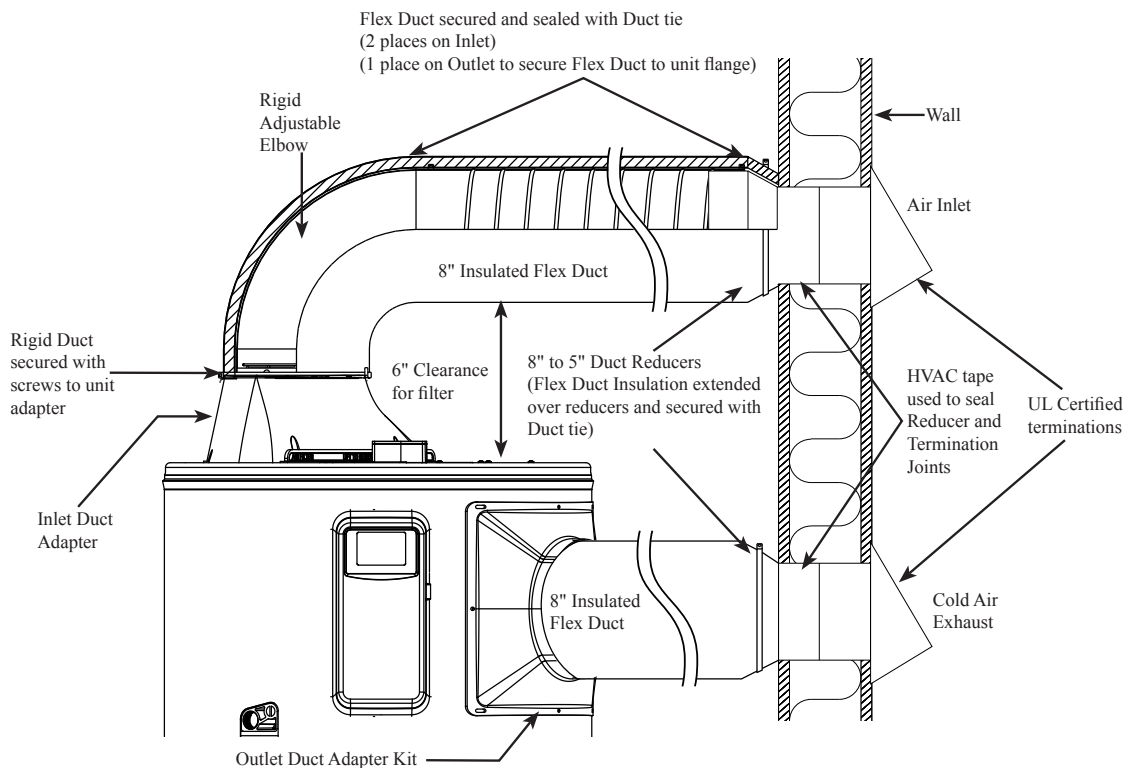 Flex Duct secured and sealed with Duct tie
(2 places on Inlet)
(1 place on Outlet to secure Flex Duct to unit flange)
Rigid
Adjustable
Elbow
Wall
Air Inlet
8" Insulated Flex Duct
Rigid Duct
secured with
screws to unit
adapter
6" Clearance
for filter
8" to 5" Duct Reducers
(Flex Duct Insulation extended
over reducers and secured with
Duct tie)
HVAC tape
used to seal
Reducer and
Termination
Joints
UL Certified
terminations
Inlet Duct
Adapter
8" Insulated
Flex Duct
Cold Air
Exhaust
Outlet Duct Adapter Kit